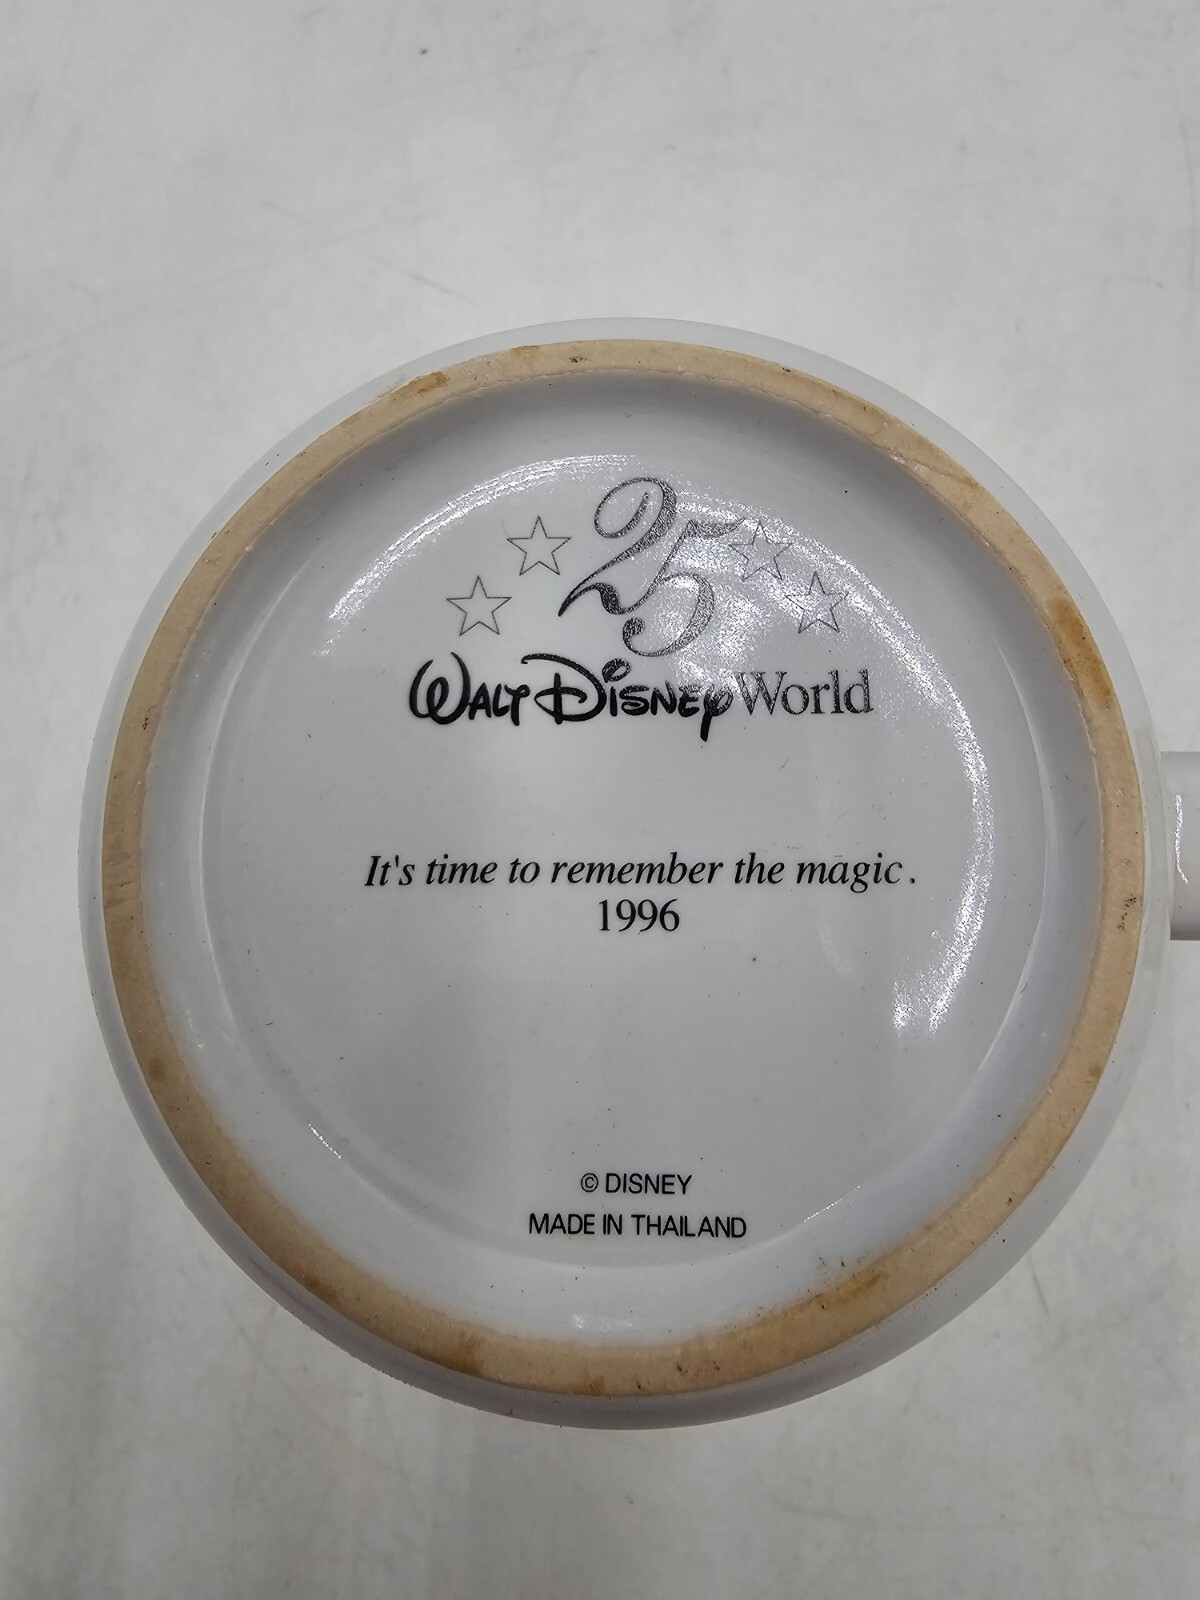 25
WALT DISNEY World
It's time to remember the magic.
1996
© DISNEY
MADE IN THAILAND